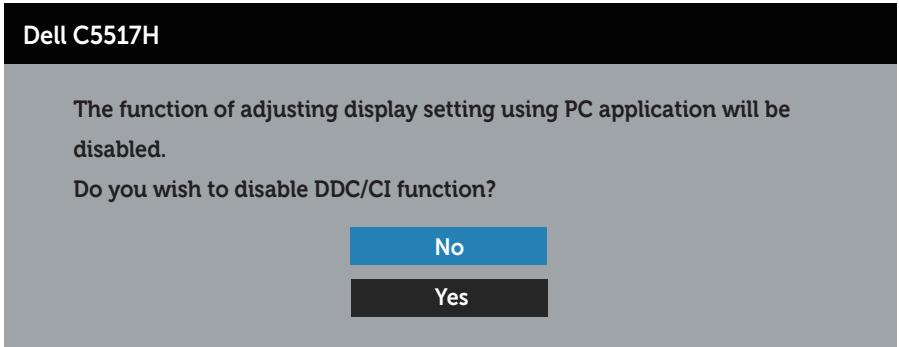 Dell C5517H
The function of adjusting display setting using PC application will be
disabled.
Do you wish to disable DDC/CI function?
No
Yes